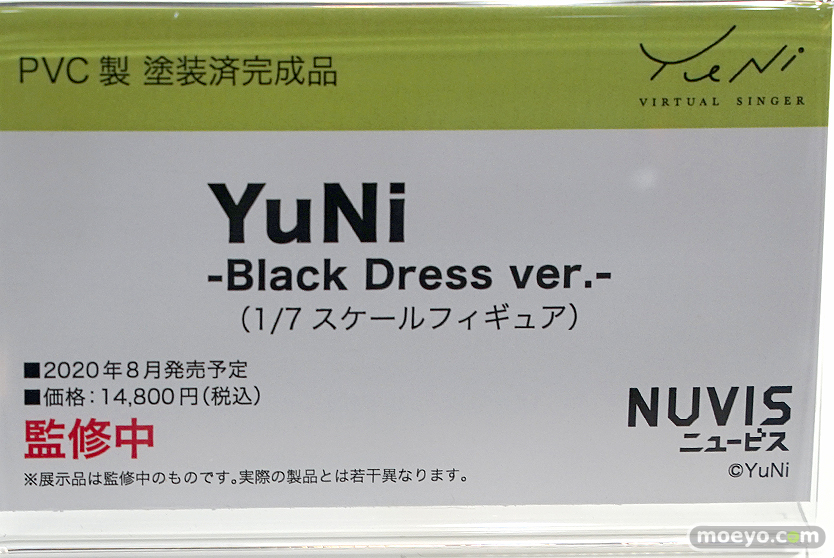 PVC 製 塗装済完成品
YuNi
VIRTUAL SINGER
YuNi
-Black Dress ver.-
（1/7 スケールフィギュア）
■2020年8月発売予定
■価格：14,800円（税込）
監修中
※展示品は監修中のものです。実際の製品とは若干異なります。
NUVIS
ニュービス
©YuNi
moeyo.com